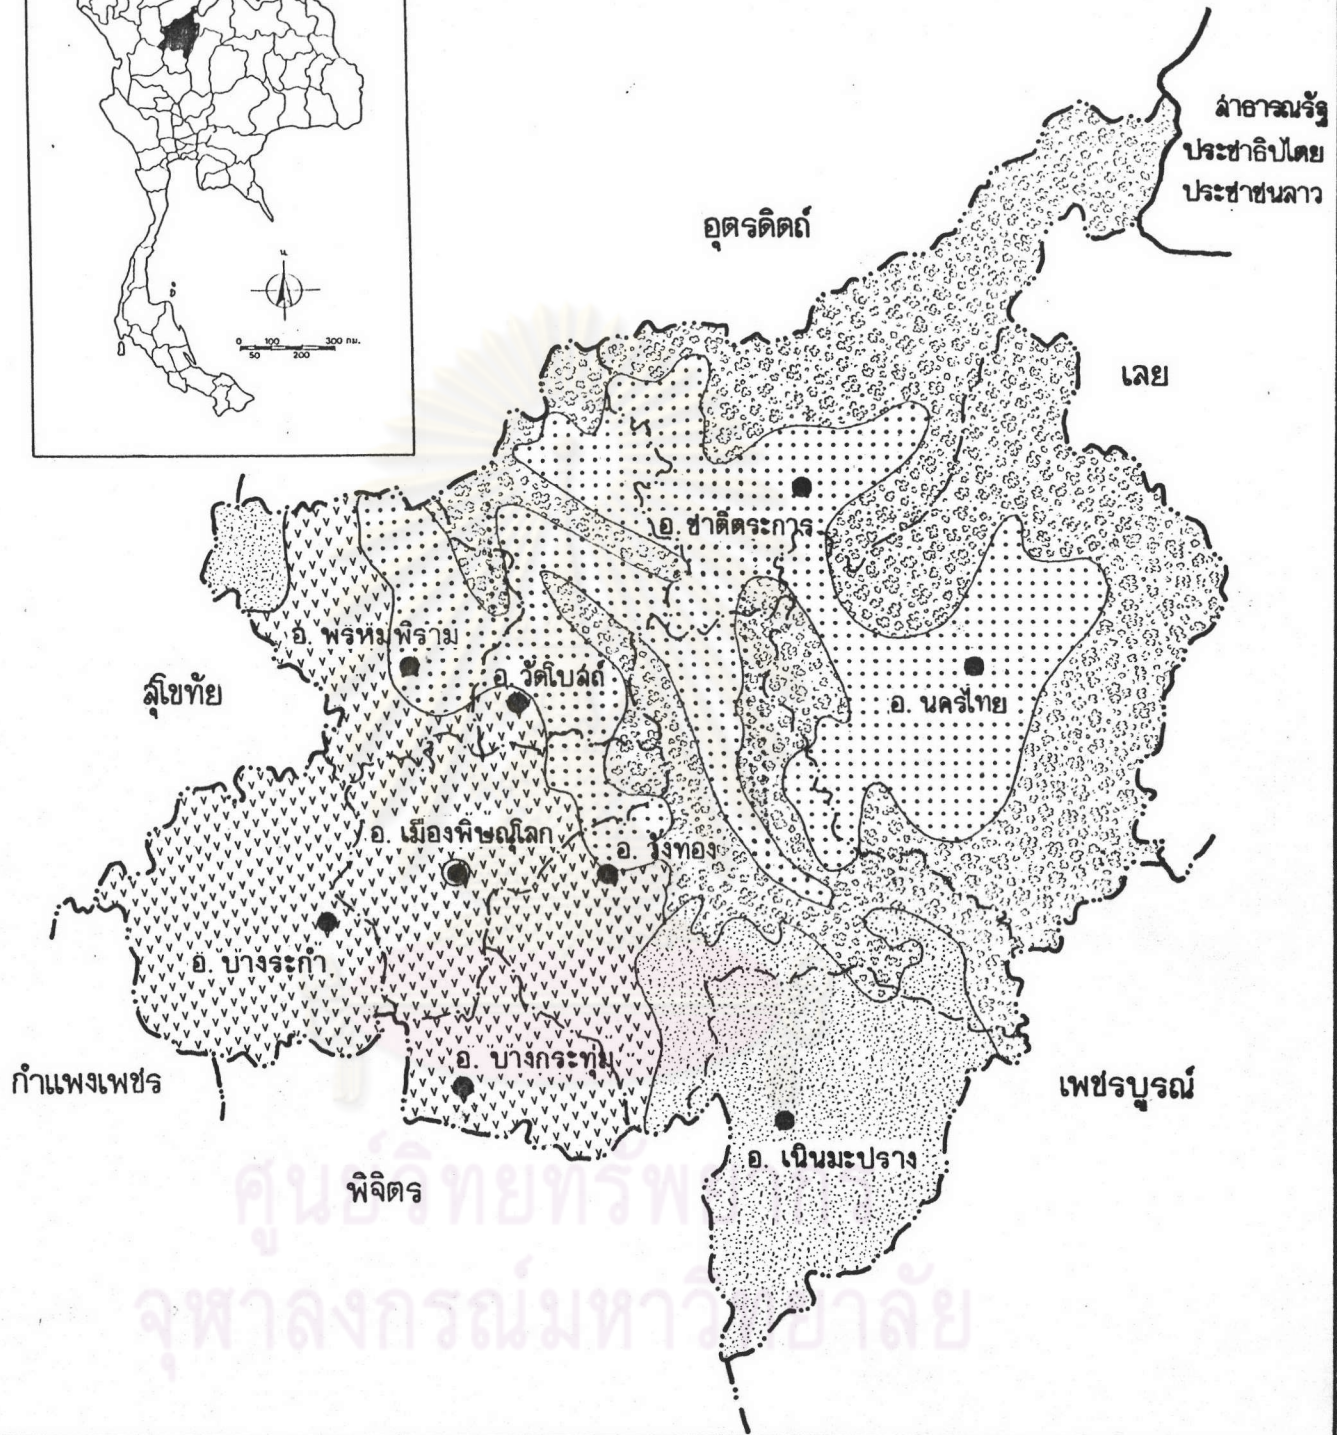 น
0 100 300 กม.
50 200
สาธารณรัฐ
ประชาธิปไตย
ประชาชนลาว
อุตรดิตถ์
เลย
อ. ชาติตระการ
อ. พรหมพิราม
อ. วัดโบสถ์
สุโขทัย
อ. นครไทย
อ. เมืองพิษณุโลก
อ. วังทอง
อ. บางระกำ
อ. บางกระทุ่ม
กำแพงเพชร
เพชรบูรณ์
อ. เนินมะปราง
พิจิตร
ศูนย์วิทยทรัพยากร
จุฬาลงกรณ์มหาวิทยาลัย